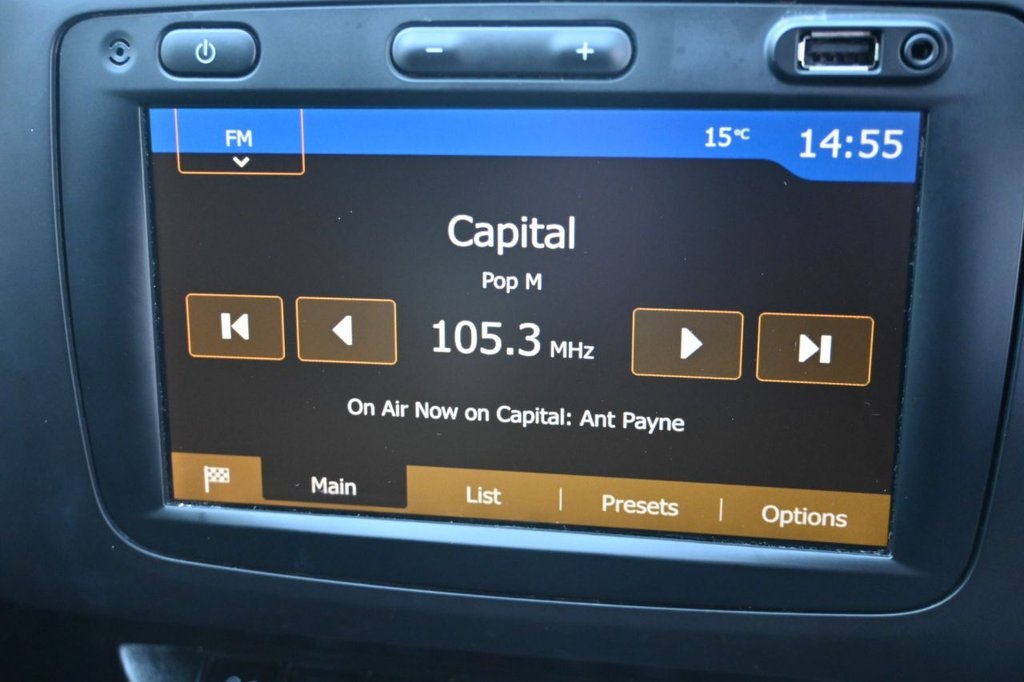 − +
FM 15°C 14:55
Capital
Pop M
105.3 MHz
On Air Now on Capital: Ant Payne
Main List | Presets | Options